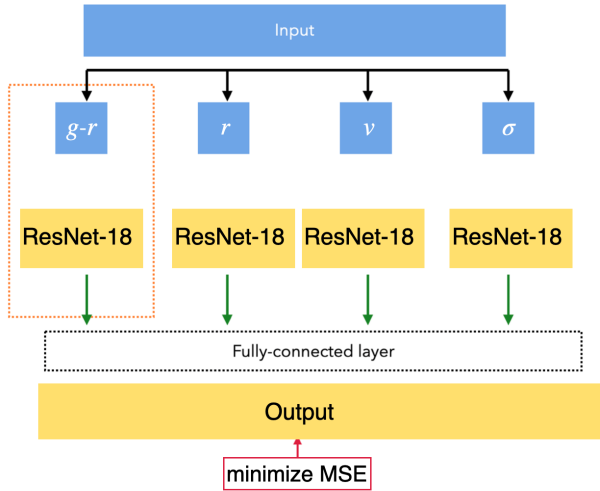 Input
g-r
r
v
σ
ResNet-18
ResNet-18
ResNet-18
ResNet-18
Fully-connected layer
Output
minimize MSE